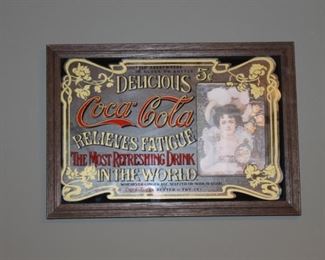 DELICIOUS 5¢
Coca-Cola
RELIEVES FATIGUE
THE MOST REFRESHING DRINK
IN THE WORLD